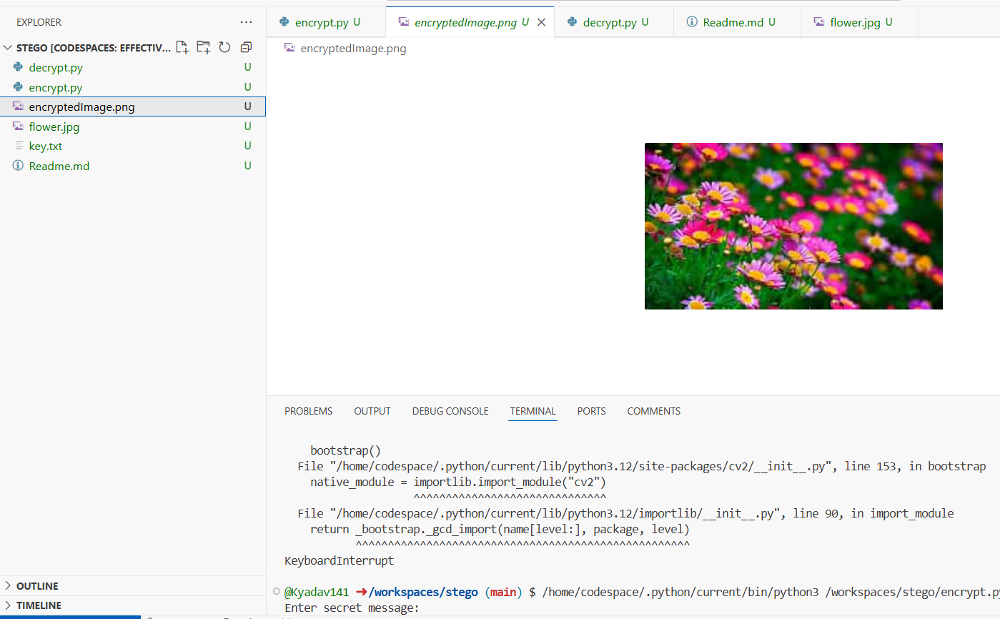 EXPLORER ...
STEGO [CODESPACES: EFFECTIV...
decrypt.py U
encrypt.py U
encryptedImage.png U
flower.jpg U
key.txt U
Readme.md U
OUTLINE
TIMELINE
encrypt.py U encryptedImage.png U decrypt.py U Readme.md U flower.jpg U
encryptedImage.png
PROBLEMS OUTPUT DEBUG CONSOLE TERMINAL PORTS COMMENTS
bootstrap()
File "/home/codespace/.python/current/lib/python3.12/site-packages/cv2/__init__.py", line 153, in bootstrap
native_module = importlib.import_module("cv2")
^^^^^^^^^^^^^^^^^^^^^^^^^^^^^^
File "/home/codespace/.python/current/lib/python3.12/importlib/__init__.py", line 90, in import_module
return _bootstrap._gcd_import(name[level:], package, level)
^^^^^^^^^^^^^^^^^^^^^^^^^^^^^^^^^^^^^^^^^^^^^^^^^^^^
KeyboardInterrupt
@Kyadav141 ➜/workspaces/stego (main) $ /home/codespace/.python/current/bin/python3 /workspaces/stego/encrypt.py
Enter secret message: